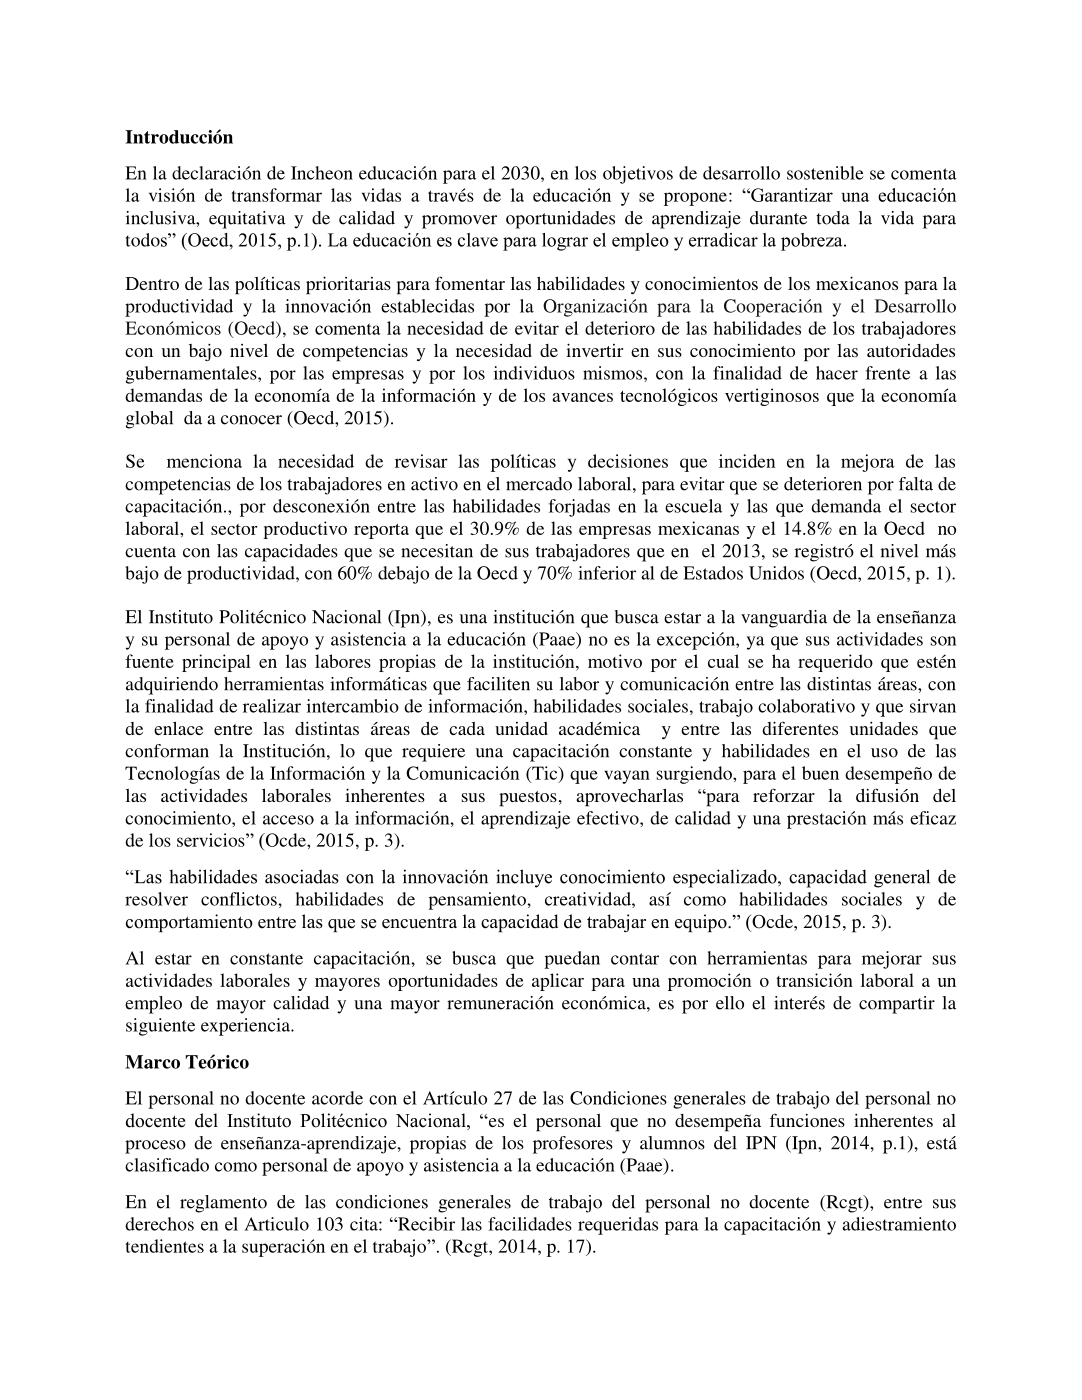 Introducción
En la declaración de Incheon educación para el 2030, en los objetivos de desarrollo sostenible se comenta
la visión de transformar las vidas a través de la educación y se propone: “Garantizar una educación
inclusiva, equitativa y de calidad y promover oportunidades de aprendizaje durante toda la vida para
todos” (Oecd, 2015, p.1). La educación es clave para lograr el empleo y erradicar la pobreza.
Dentro de las políticas prioritarias para fomentar las habilidades y conocimientos de los mexicanos para la
productividad y la innovación establecidas por la Organización para la Cooperación y el Desarrollo
Económicos (Oecd), se comenta la necesidad de evitar el deterioro de las habilidades de los trabajadores
con un bajo nivel de competencias y la necesidad de invertir en sus conocimiento por las autoridades
gubernamentales, por las empresas y por los individuos mismos, con la finalidad de hacer frente a las
demandas de la economía de la información y de los avances tecnológicos vertiginosos que la economía
global  da a conocer (Oecd, 2015).
Se  menciona la necesidad de revisar las políticas y decisiones que inciden en la mejora de las
competencias de los trabajadores en activo en el mercado laboral, para evitar que se deterioren por falta de
capacitación., por desconexión entre las habilidades forjadas en la escuela y las que demanda el sector
laboral, el sector productivo reporta que el 30.9% de las empresas mexicanas y el 14.8% en la Oecd  no
cuenta con las capacidades que se necesitan de sus trabajadores que en  el 2013, se registró el nivel más
bajo de productividad, con 60% debajo de la Oecd y 70% inferior al de Estados Unidos (Oecd, 2015, p. 1).
El Instituto Politécnico Nacional (Ipn), es una institución que busca estar a la vanguardia de la enseñanza
y su personal de apoyo y asistencia a la educación (Paae) no es la excepción, ya que sus actividades son
fuente principal en las labores propias de la institución, motivo por el cual se ha requerido que estén
adquiriendo herramientas informáticas que faciliten su labor y comunicación entre las distintas áreas, con
la finalidad de realizar intercambio de información, habilidades sociales, trabajo colaborativo y que sirvan
de enlace entre las distintas áreas de cada unidad académica  y entre las diferentes unidades que
conforman la Institución, lo que requiere una capacitación constante y habilidades en el uso de las
Tecnologías de la Información y la Comunicación (Tic) que vayan surgiendo, para el buen desempeño de
las actividades laborales inherentes a sus puestos, aprovecharlas “para reforzar la difusión del
conocimiento, el acceso a la información, el aprendizaje efectivo, de calidad y una prestación más eficaz
de los servicios” (Ocde, 2015, p. 3).
“Las habilidades asociadas con la innovación incluye conocimiento especializado, capacidad general de
resolver conflictos, habilidades de pensamiento, creatividad, así como habilidades sociales y de
comportamiento entre las que se encuentra la capacidad de trabajar en equipo.” (Ocde, 2015, p. 3).
Al estar en constante capacitación, se busca que puedan contar con herramientas para mejorar sus
actividades laborales y mayores oportunidades de aplicar para una promoción o transición laboral a un
empleo de mayor calidad y una mayor remuneración económica, es por ello el interés de compartir la
siguiente experiencia.
Marco Teórico
El personal no docente acorde con el Artículo 27 de las Condiciones generales de trabajo del personal no
docente del Instituto Politécnico Nacional, “es el personal que no desempeña funciones inherentes al
proceso de enseñanza-aprendizaje, propias de los profesores y alumnos del IPN (Ipn, 2014, p.1), está
clasificado como personal de apoyo y asistencia a la educación (Paae).
En el reglamento de las condiciones generales de trabajo del personal no docente (Rcgt), entre sus
derechos en el Articulo 103 cita: “Recibir las facilidades requeridas para la capacitación y adiestramiento
tendientes a la superación en el trabajo”. (Rcgt, 2014, p. 17).